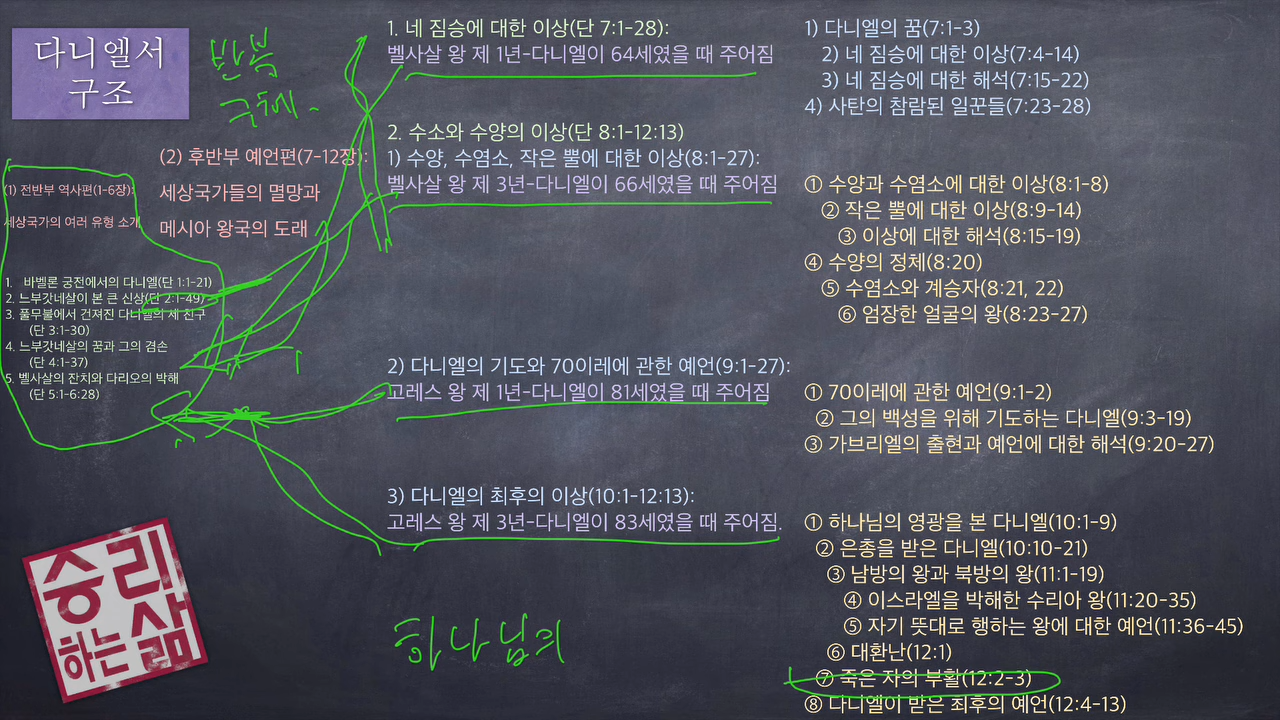 다니엘서
구조
반복
구체 -
(1) 전반부 역사편(1-6장):
세상국가의 여러 유형 소개
1. 바벨론 궁전에서의 다니엘(단 1:1-21)
2. 느부갓네살이 본 큰 신상(단 2:1-49)
3. 풀무불에서 건져진 다니엘의 세 친구
(단 3:1-30)
4. 느부갓네살의 꿈과 그의 겸손
(단 4:1-37)
5. 벨사살의 잔치와 다리오의 박해
(단 5:1-6:28)
(2) 후반부 예언편(7-12장):
세상국가들의 멸망과
메시아 왕국의 도래
1. 네 짐승에 대한 이상(단 7:1-28):
벨사살 왕 제 1년-다니엘이 64세였을 때 주어짐
1) 다니엘의 꿈(7:1-3)
2) 네 짐승에 대한 이상(7:4-14)
3) 네 짐승에 대한 해석(7:15-22)
4) 사탄의 참람된 일꾼들(7:23-28)
2. 수소와 수양의 이상(단 8:1-12:13)
1) 수양, 수염소, 작은 뿔에 대한 이상(8:1-27):
벨사살 왕 제 3년-다니엘이 66세였을 때 주어짐
① 수양과 수염소에 대한 이상(8:1-8)
② 작은 뿔에 대한 이상(8:9-14)
③ 이상에 대한 해석(8:15-19)
④ 수양의 정체(8:20)
⑤ 수염소와 계승자(8:21, 22)
⑥ 엄장한 얼굴의 왕(8:23-27)
2) 다니엘의 기도와 70이레에 관한 예언(9:1-27):
고레스 왕 제 1년-다니엘이 81세였을 때 주어짐
① 70이레에 관한 예언(9:1-2)
② 그의 백성을 위해 기도하는 다니엘(9:3-19)
③ 가브리엘의 출현과 예언에 대한 해석(9:20-27)
3) 다니엘의 최후의 이상(10:1-12:13):
고레스 왕 제 3년-다니엘이 83세였을 때 주어짐.
① 하나님의 영광을 본 다니엘(10:1-9)
② 은총을 받은 다니엘(10:10-21)
③ 남방의 왕과 북방의 왕(11:1-19)
④ 이스라엘을 박해한 수리아 왕(11:20-35)
⑤ 자기 뜻대로 행하는 왕에 대한 예언(11:36-45)
⑥ 대환난(12:1)
⑦ 죽은 자의 부활(12:2-3)
⑧ 다니엘이 받은 최후의 예언(12:4-13)
하나님의
승리
하는 삶